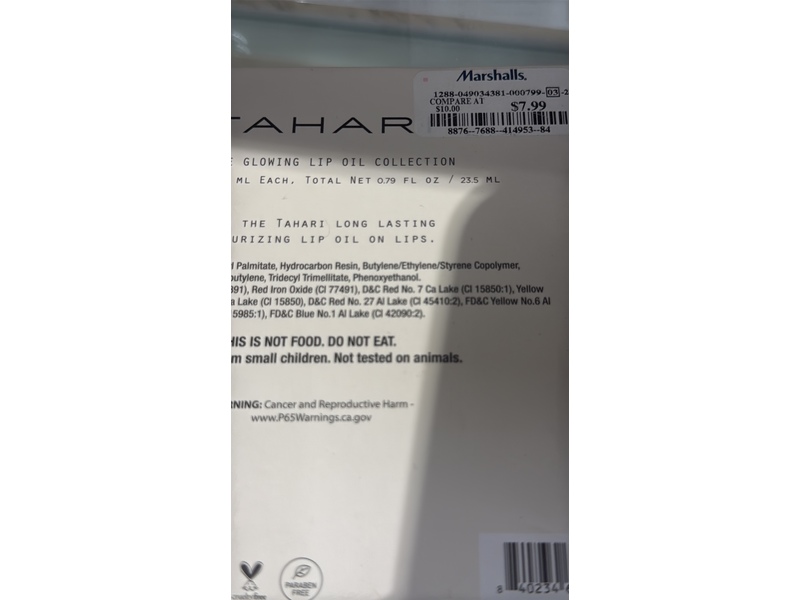 Marshalls.
1288-049034381-000799-03-2
COMPARE AT
$10.00 $7.99
8876--7688--414953--84
TAHAR
GLOWING LIP OIL COLLECTION
ML EACH, TOTAL NET 0.79 FL OZ / 23.5 ML
THE TAHARI LONG LASTING
URIZING LIP OIL ON LIPS.
l Palmitate, Hydrocarbon Resin, Butylene/Ethylene/Styrene Copolymer,
butylene, Tridecyl Trimellitate, Phenoxyethanol.
891), Red Iron Oxide (CI 77491), D&C Red No. 7 Ca Lake (CI 15850:1), Yellow
a Lake (CI 15850), D&C Red No. 27 Al Lake (CI 45410:2), FD&C Yellow No.6 Al
5985:1), FD&C Blue No.1 Al Lake (CI 42090:2).
HIS IS NOT FOOD. DO NOT EAT.
m small children. Not tested on animals.
RNING: Cancer and Reproductive Harm -
www.P65Warnings.ca.gov
PARABEN
FREE
8 40234